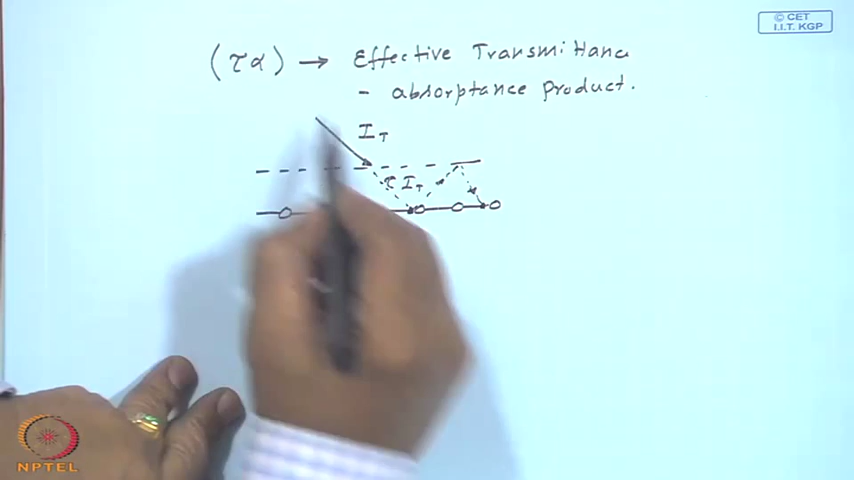 © CET
I.I.T. KGP
(τα) → Effective Transmittance
- absorptance product.
I_T
τ I_T
NPTEL